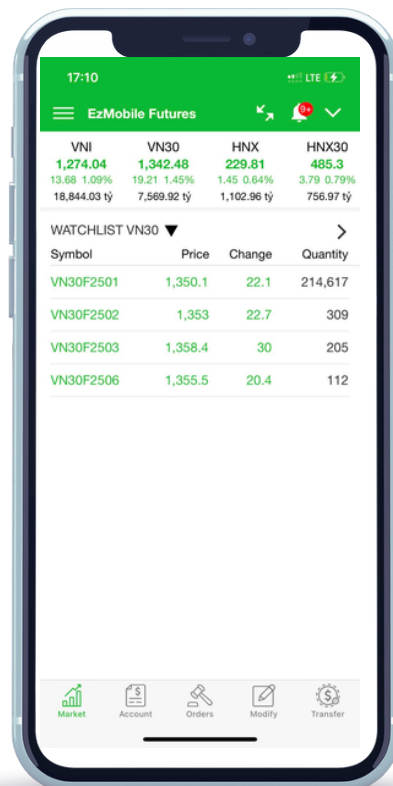 17:10 LTE
EzMobile Futures 9+
VNI VN30 HNX HNX30
1,274.04 1,342.48 229.81 485.3
13.68 1.09% 19.21 1.45% 1.45 0.64% 3.79 0.79%
18,844.03 tỷ 7,569.92 tỷ 1,102.96 tỷ 756.97 tỷ
WATCHLIST VN30 ▼
Symbol Price Change Quantity
VN30F2501 1,350.1 22.1 214,617
VN30F2502 1,353 22.7 309
VN30F2503 1,358.4 30 205
VN30F2506 1,355.5 20.4 112
Market Account Orders Modify Transfer